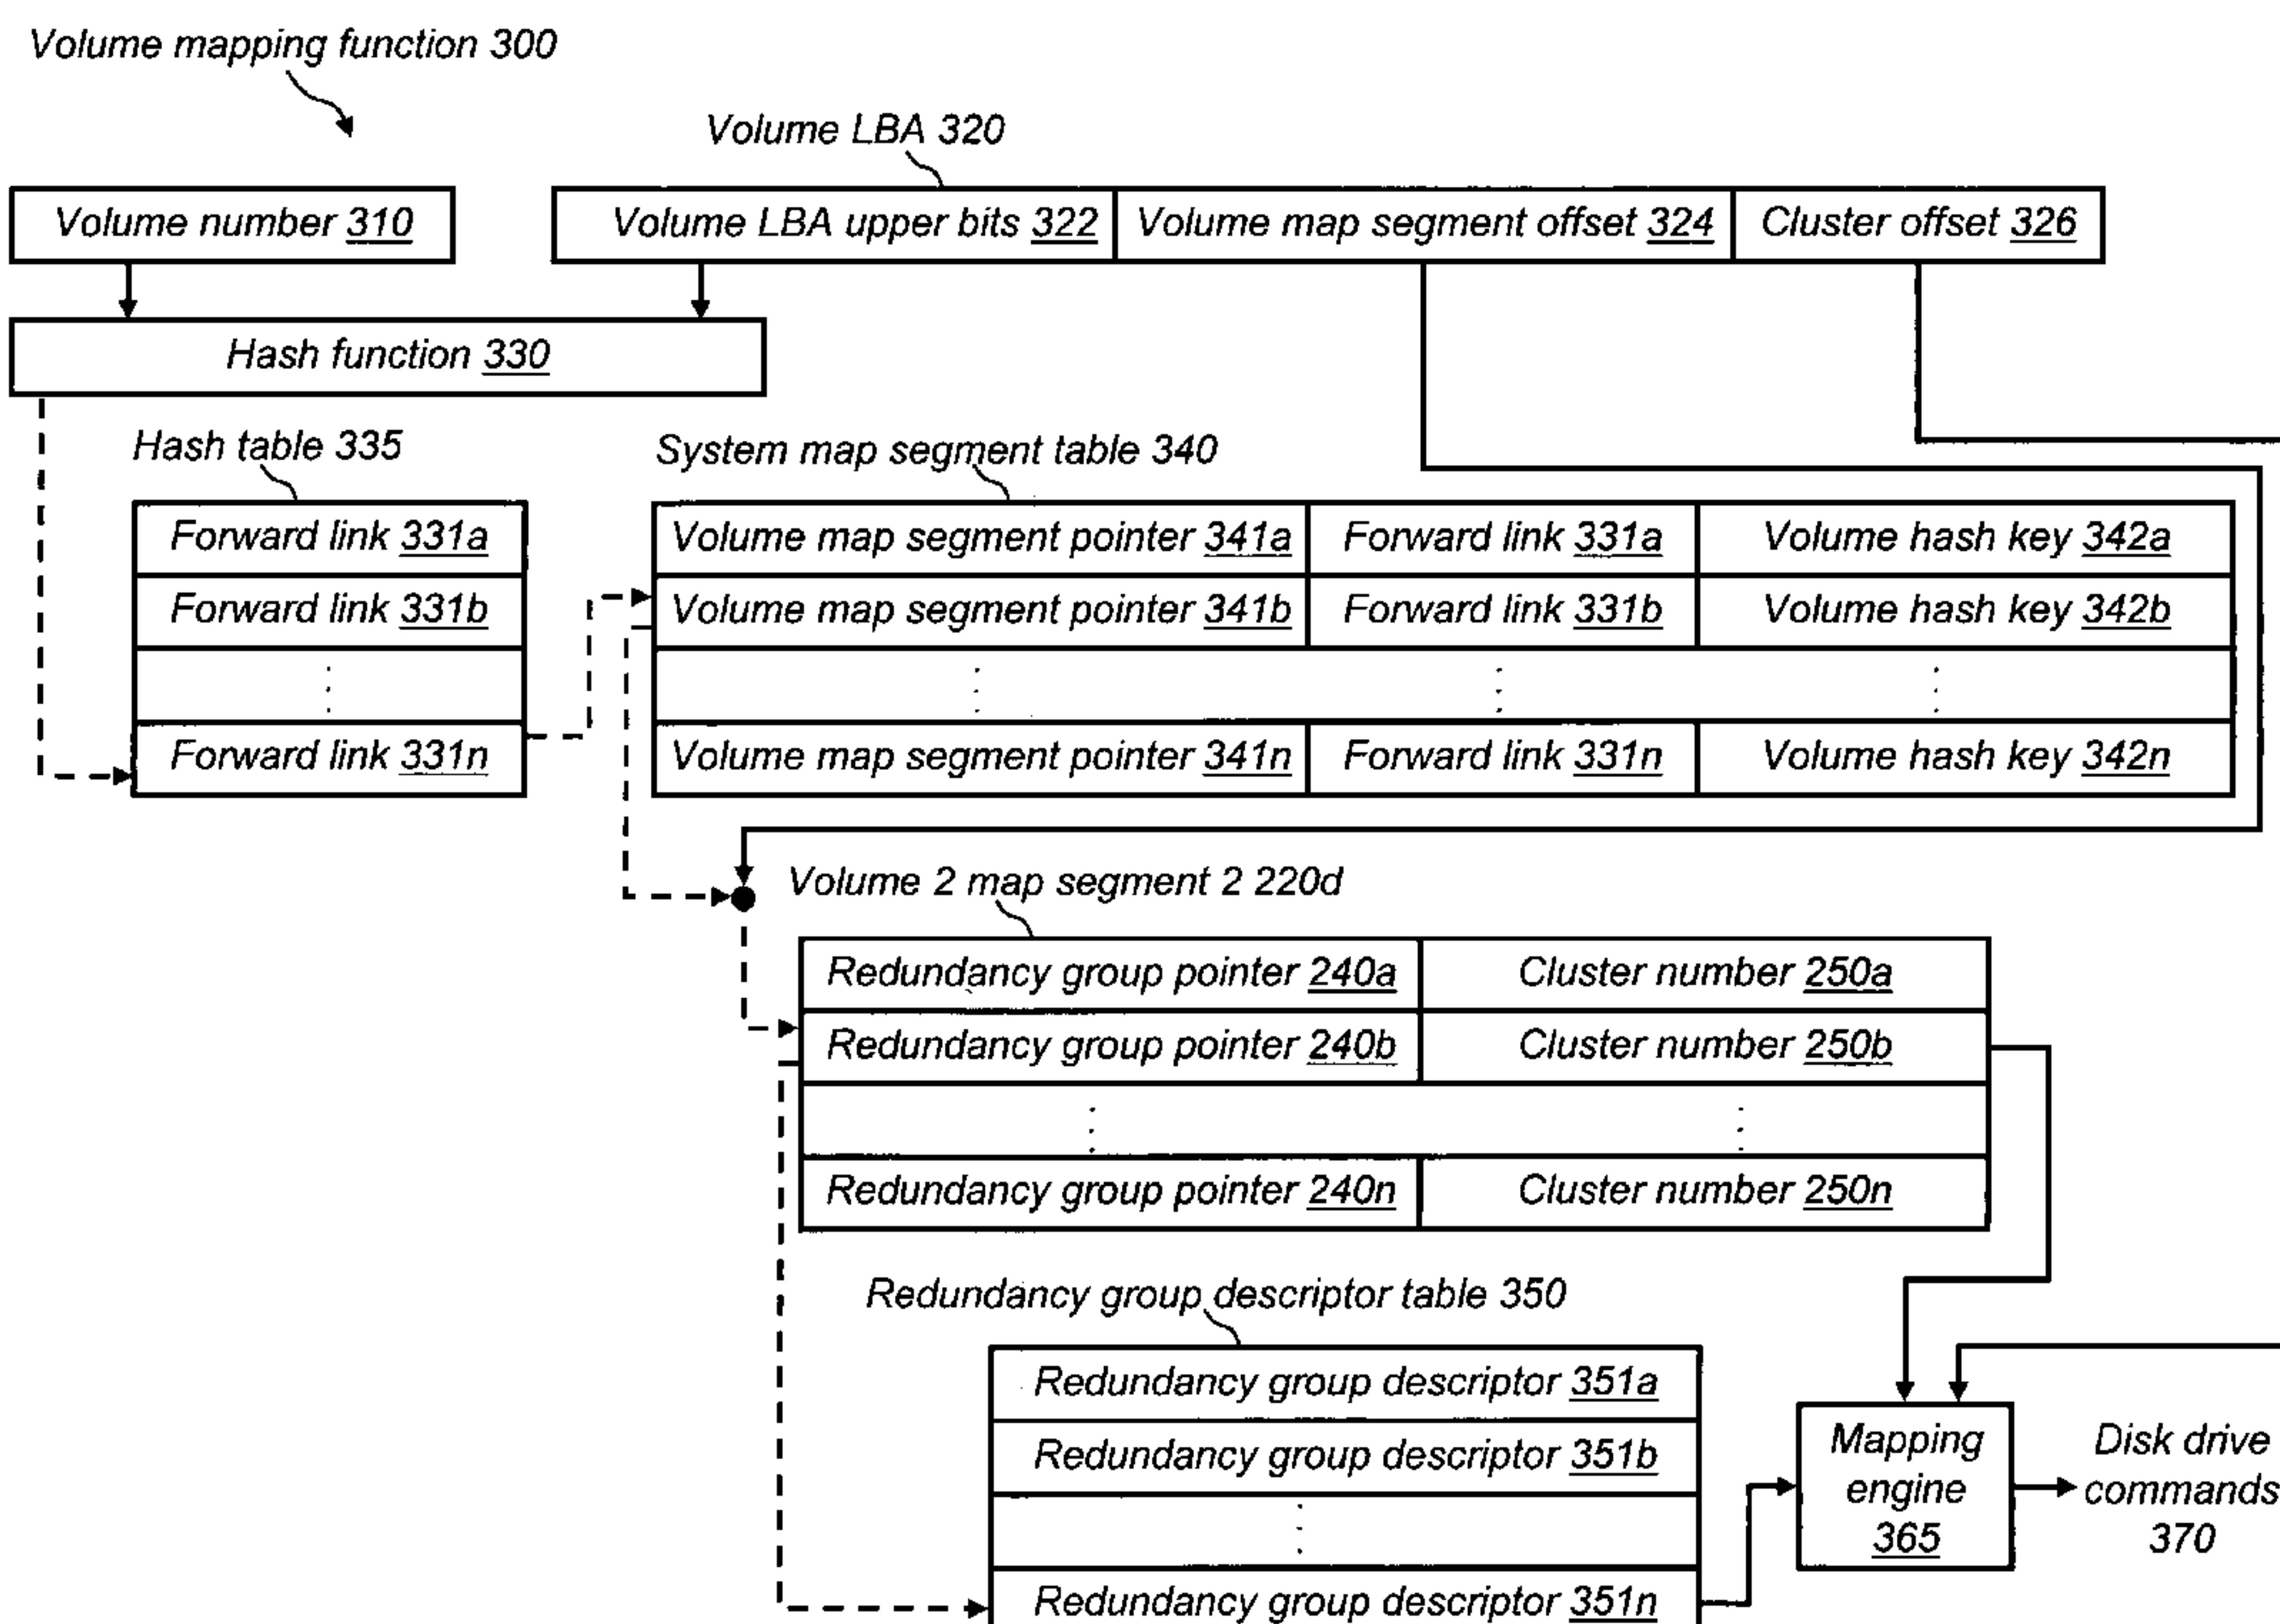 Volume mapping function 300
Volume LBA 320
Volume number 310
Volume LBA upper bits 322
Volume map segment offset 324
Cluster offset 326
Hash function 330
Hash table 335
System map segment table 340
Forward link 331a
Volume map segment pointer 341a
Forward link 331a
Volume hash key 342a
Forward link 331b
Volume map segment pointer 341b
Forward link 331b
Volume hash key 342b
Forward link 331n
Volume map segment pointer 341n
Forward link 331n
Volume hash key 342n
Volume 2 map segment 2 220d
Redundancy group pointer 240a
Cluster number 250a
Redundancy group pointer 240b
Cluster number 250b
Redundancy group pointer 240n
Cluster number 250n
Redundancy group descriptor table 350
Redundancy group descriptor 351a
Redundancy group descriptor 351b
Redundancy group descriptor 351n
Mapping
engine
365
Disk drive
commands
370